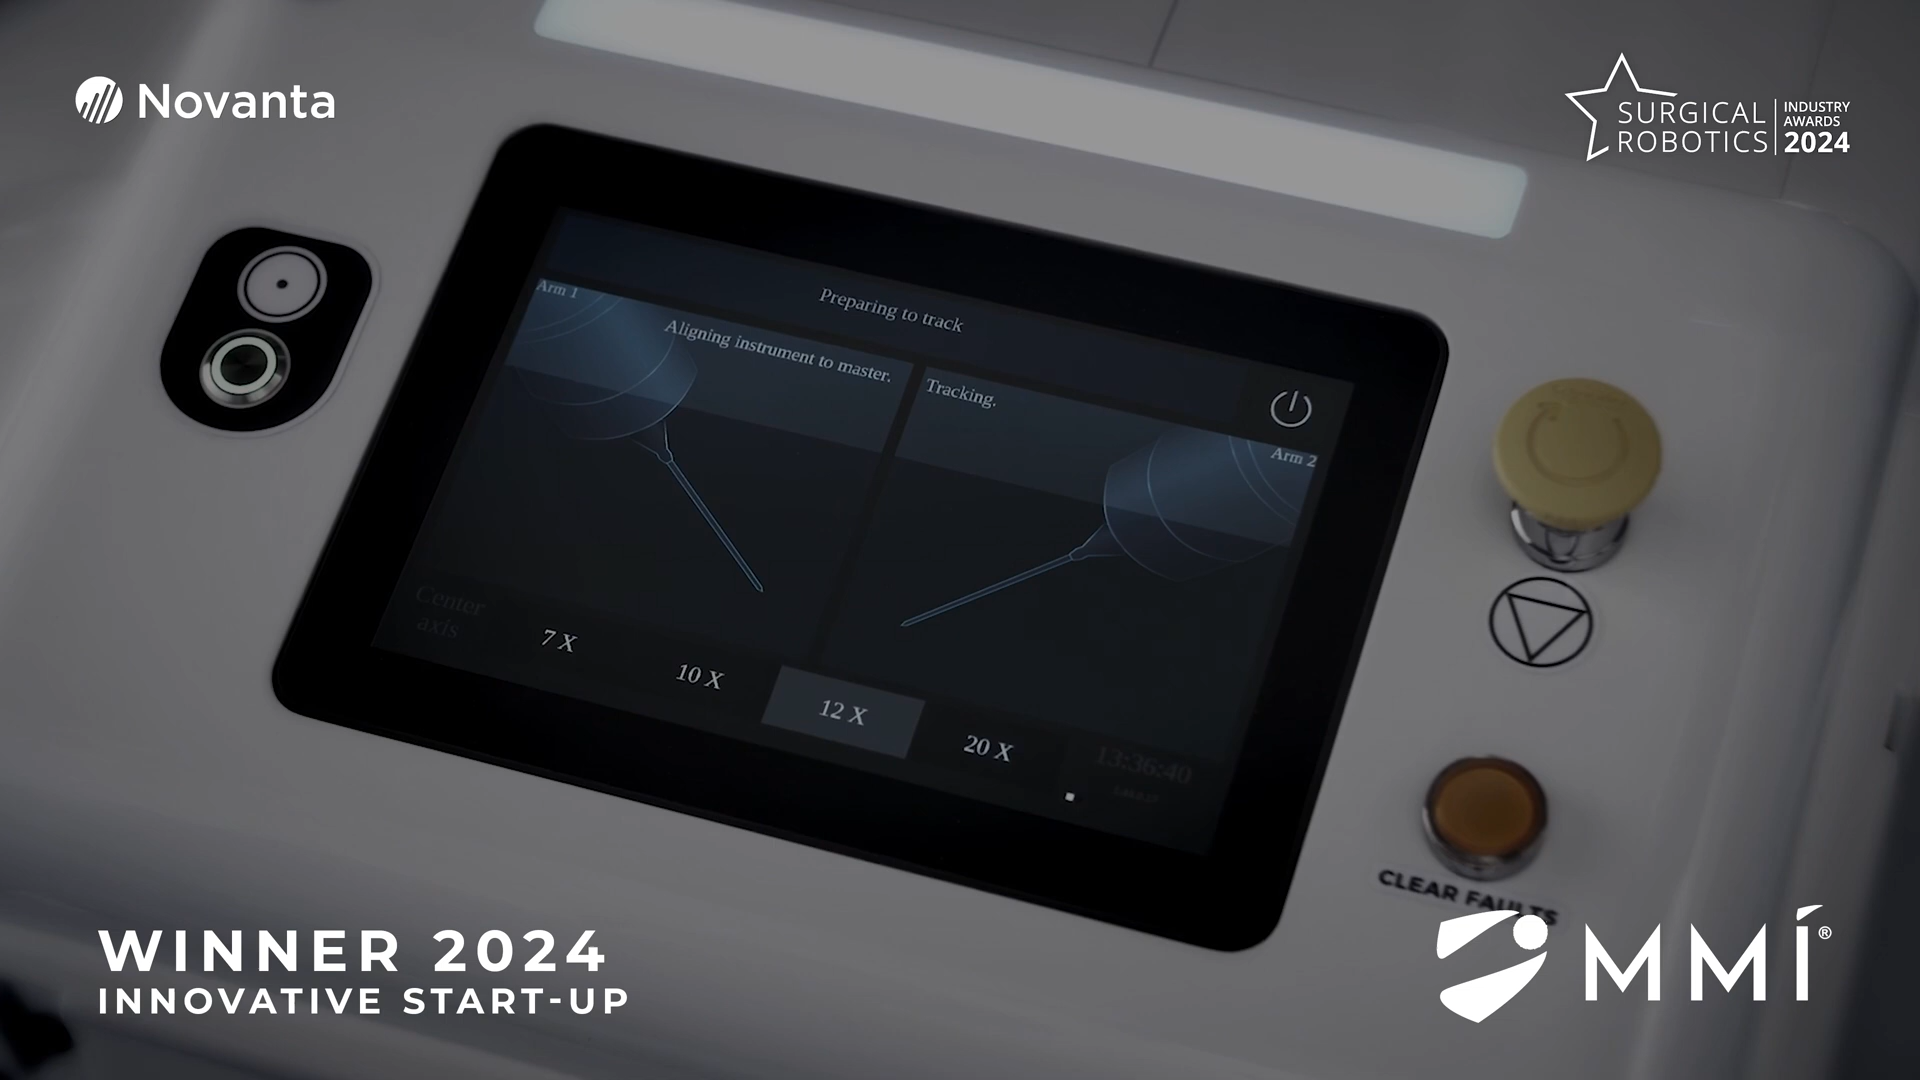 Novanta
SURGICAL
ROBOTICS
INDUSTRY
AWARDS
2024
Preparing to track
Arm 1
Aligning instrument to master.
Tracking.
Arm 2
Center
axis
7 X
10 X
12 X
20 X
13:36:40
CLEAR FAULTS
WINNER 2024
INNOVATIVE START-UP
MMI®